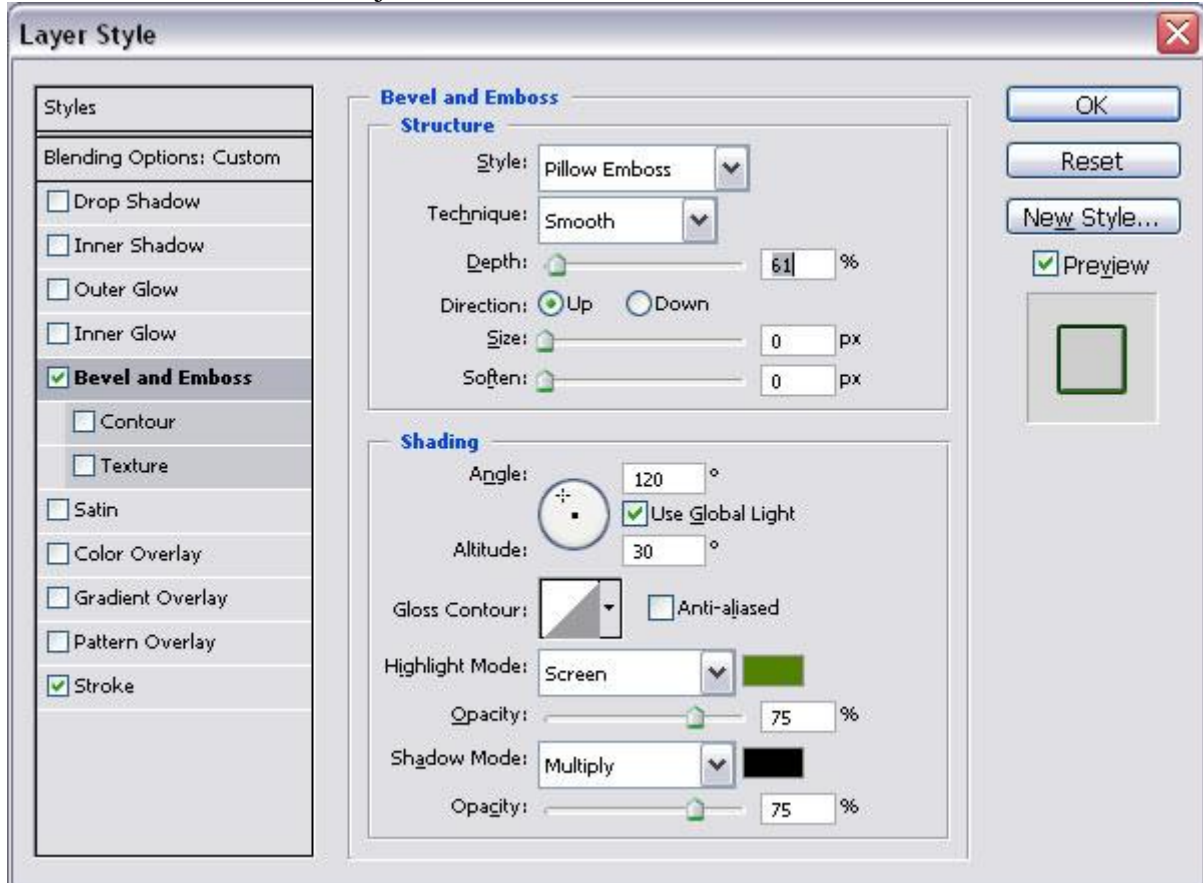 Layer Style
Styles
Blending Options: Custom
Drop Shadow
Inner Shadow
Outer Glow
Inner Glow
Bevel and Emboss
Contour
Texture
Satin
Color Overlay
Gradient Overlay
Pattern Overlay
Stroke
Bevel and Emboss
Structure
Style: Pillow Emboss
Technique: Smooth
Depth: 61 %
Direction: Up Down
Size: 0 px
Soften: 0 px
Shading
Angle: 120 °
Use Global Light
Altitude: 30 °
Gloss Contour: Anti-aliased
Highlight Mode: Screen
Opacity: 75 %
Shadow Mode: Multiply
Opacity: 75 %
OK
Reset
New Style...
Preview